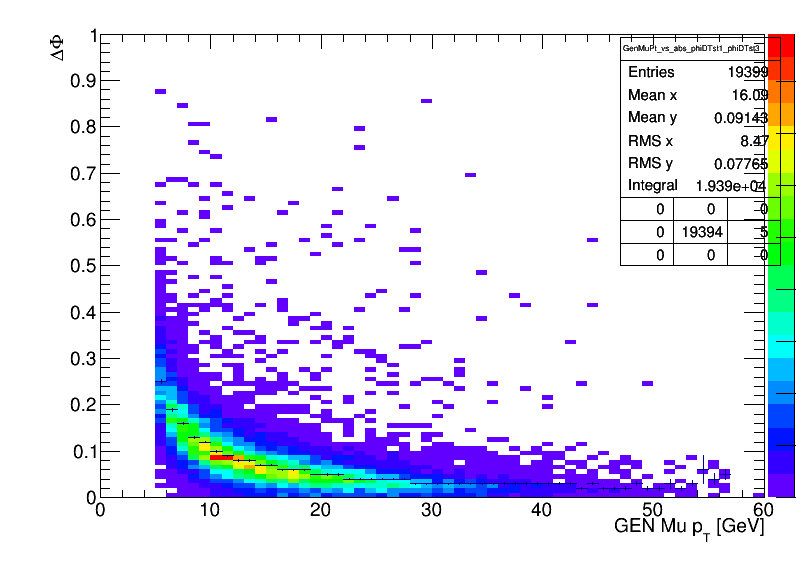 ΔΦ
1
0.9
0.8
0.7
0.6
0.5
0.4
0.3
0.2
0.1
0
0 10 20 30 40 50 60
GEN Mu p_T [GeV]
GenMuPt_vs_abs_phiDTst1_phiDTst3
Entries 19399
Mean x 16.09
Mean y 0.09143
RMS x 8.47
RMS y 0.07765
Integral 1.939e+04
0 0 0
0 19394 5
0 0 0